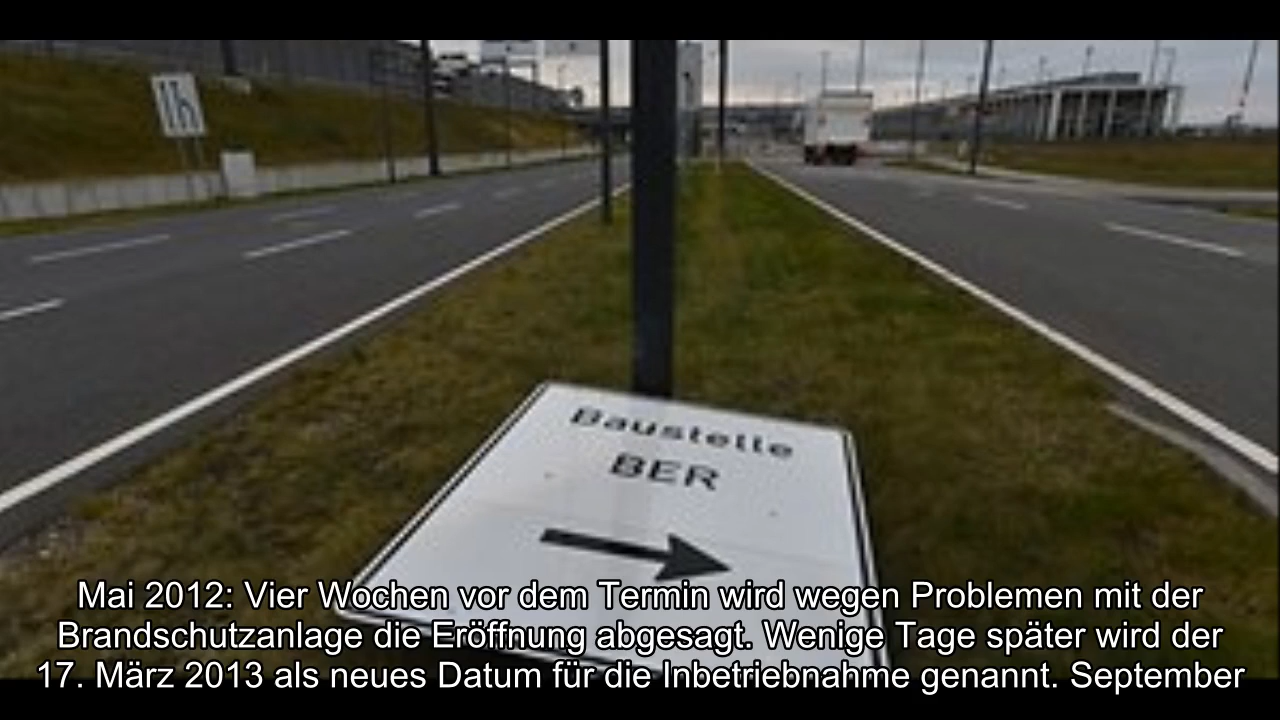 Baustelle
BER
Mai 2012: Vier Wochen vor dem Termin wird wegen Problemen mit der
Brandschutzanlage die Eröffnung abgesagt. Wenige Tage später wird der
17. März 2013 als neues Datum für die Inbetriebnahme genannt. September